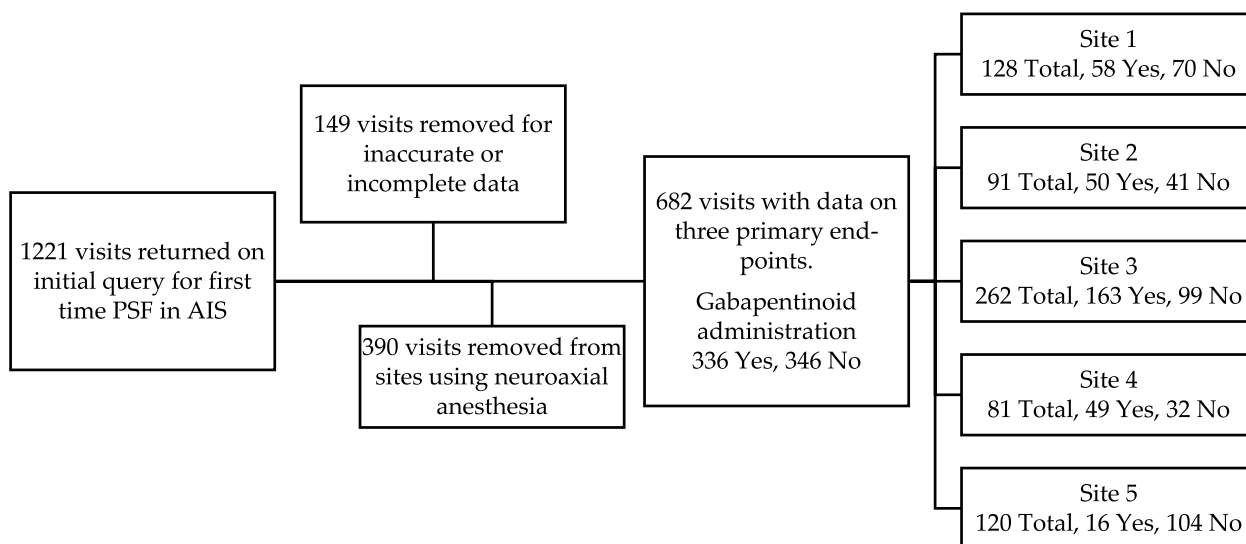 1221 visits returned on
initial query for first
time PSF in AIS
149 visits removed for
inaccurate or
incomplete data
390 visits removed from
sites using neuroaxial
anesthesia
682 visits with data on
three primary end-
points.
Gabapentinoid
administration
336 Yes, 346 No
Site 1
128 Total, 58 Yes, 70 No
Site 2
91 Total, 50 Yes, 41 No
Site 3
262 Total, 163 Yes, 99 No
Site 4
81 Total, 49 Yes, 32 No
Site 5
120 Total, 16 Yes, 104 No